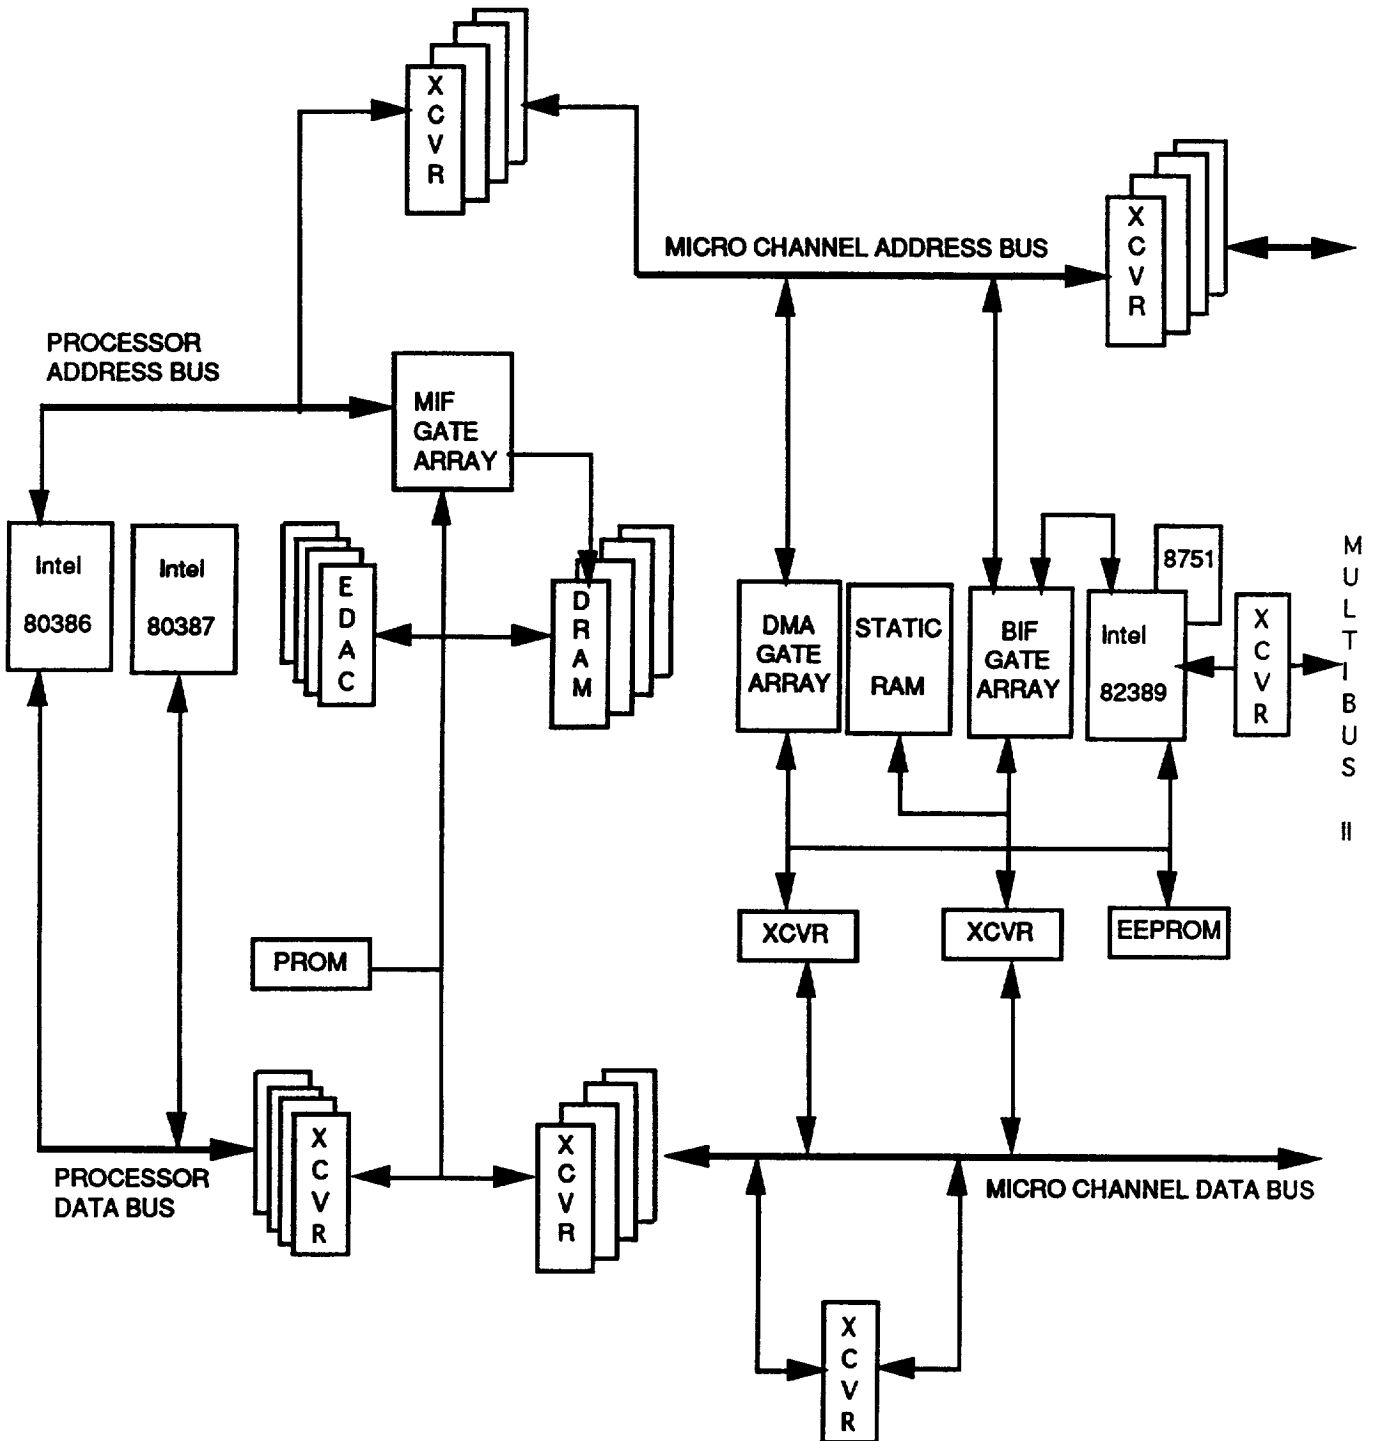 XCVR
XCVR
MICRO CHANNEL ADDRESS BUS
PROCESSOR
ADDRESS BUS
MIF
GATE
ARRAY
Intel
80386
Intel
80387
EDAC
DRAM
DMA
GATE
ARRAY
STATIC
RAM
BIF
GATE
ARRAY
8751
Intel
82389
XCVR
MULTIBUS II
XCVR
XCVR
EEPROM
PROM
XCVR
XCVR
PROCESSOR
DATA BUS
MICRO CHANNEL DATA BUS
XCVR